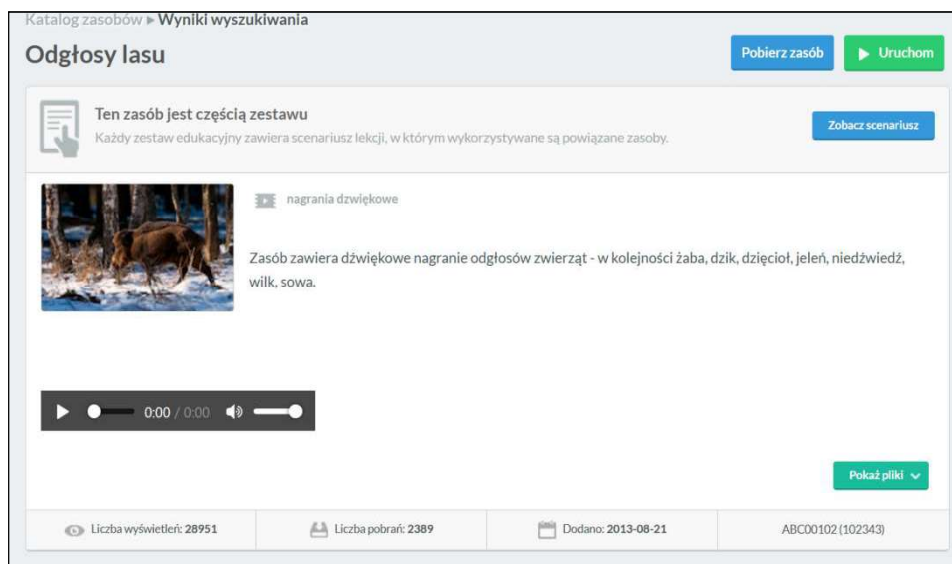 Katalog zasobów ▸ Wyniki wyszukiwania
Odgłosy lasu
Pobierz zasób
Uruchom
Ten zasób jest częścią zestawu
Każdy zestaw edukacyjny zawiera scenariusz lekcji, w którym wykorzystywane są powiązane zasoby.
Zobacz scenariusz
nagrania dzwiękowe
Zasób zawiera dźwiękowe nagranie odgłosów zwierząt - w kolejności żaba, dzik, dzięcioł, jeleń, niedźwiedź,
wilk, sowa.
0:00 / 0:00
Pokaż pliki
Liczba wyświetleń: 28951
Liczba pobrań: 2389
Dodano: 2013-08-21
ABC00102 (102343)